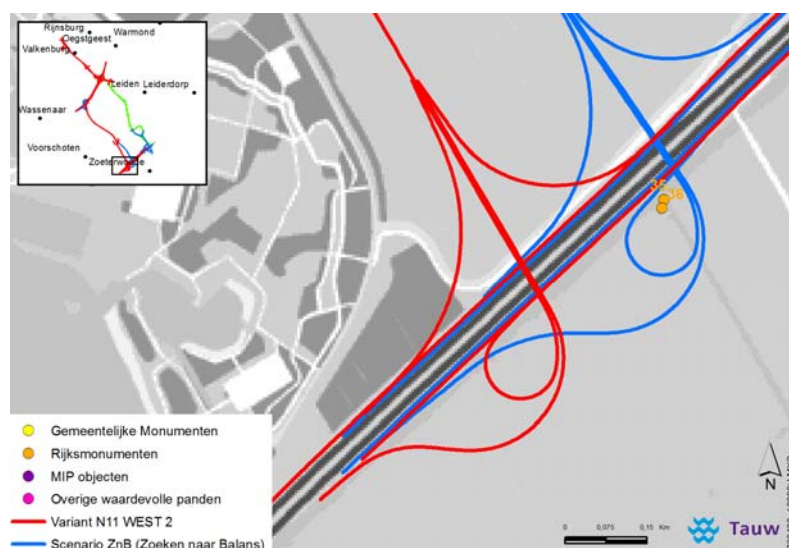 Rijnsburg
Warmond
Oegstgeest
Valkenburg
Leiden
Leiderdorp
Wassenaar
Voorschoten
Zoeterwoude
35
36
Gemeentelijke Monumenten
Rijksmonumenten
MIP objecten
Overige waardevolle panden
Variant N11 WEST 2
Scenario ZnB (Zoeken naar Balans)
0 0,075 0,15 Km
N
Tauw